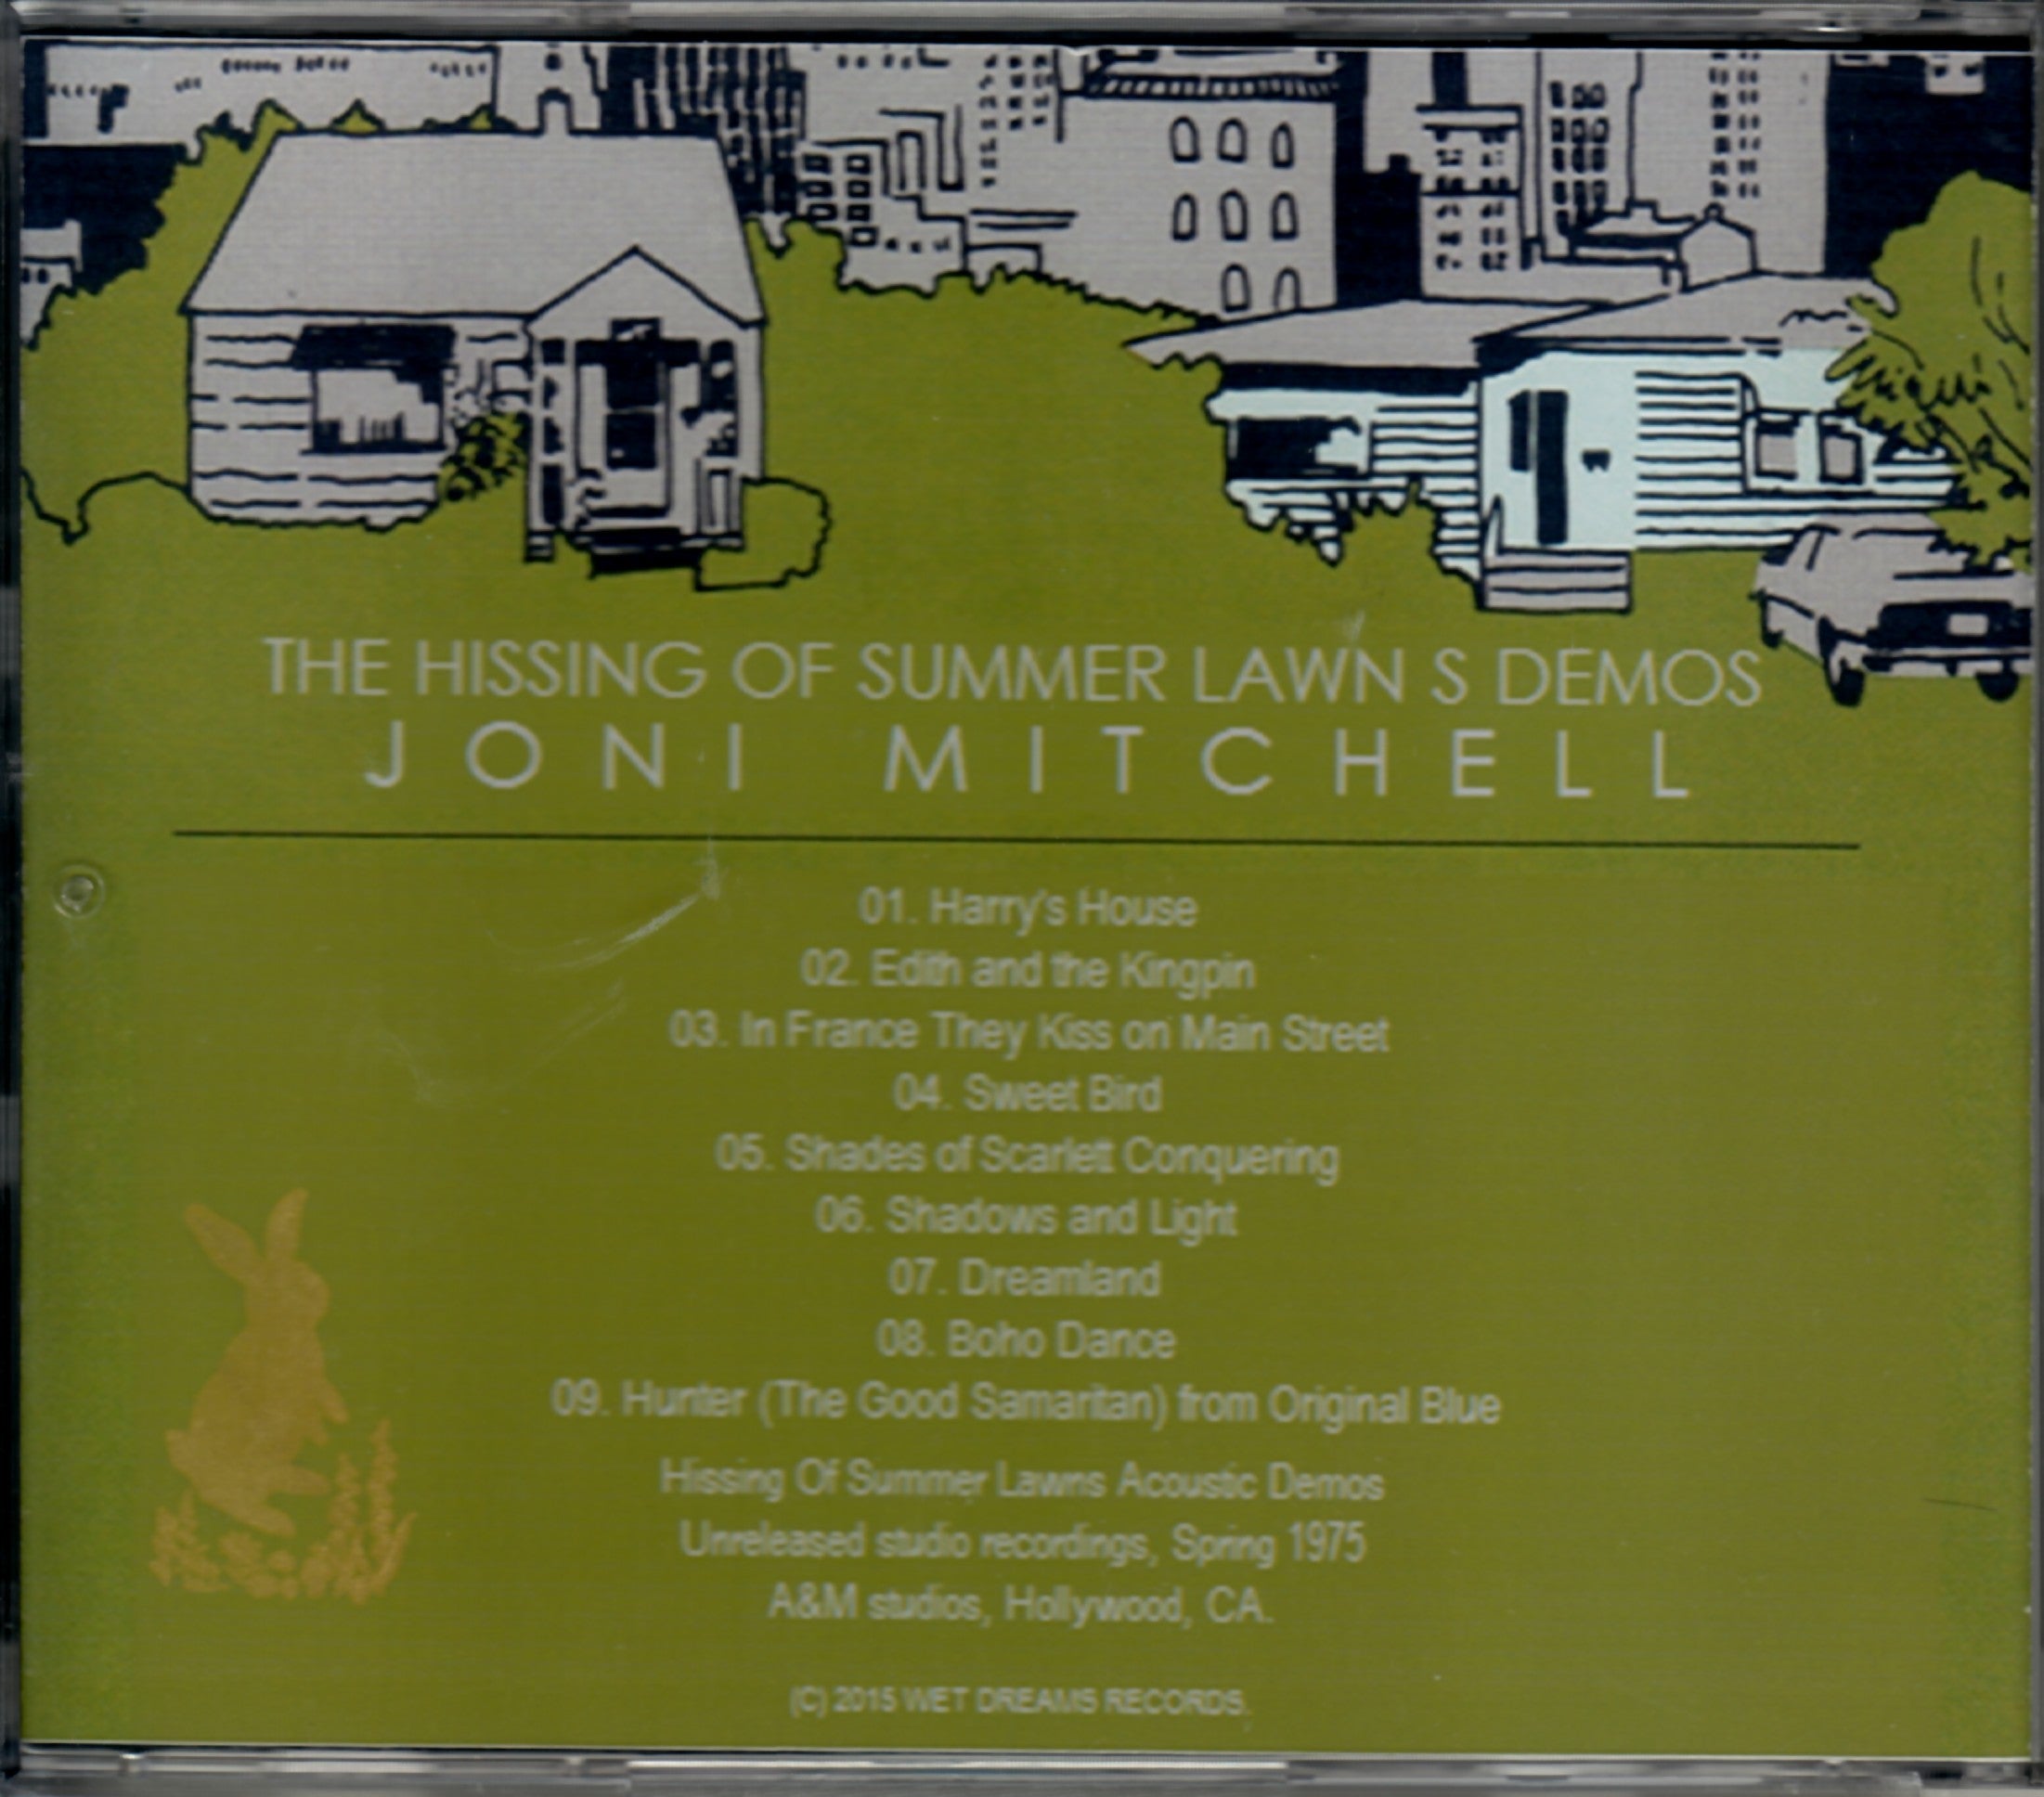 THE HISSING OF SUMMER LAWN S DEMOS
JONI MITCHELL
01. Harry's House
02. Edith and the Kingpin
03. In France They Kiss on Main Street
04. Sweet Bird
05. Shades of Scarlett Conquering
06. Shadows and Light
07. Dreamland
08. Boho Dance
09. Hunter (The Good Samaritan) from Original Blue
Hissing Of Summer Lawns Acoustic Demos
Unreleased studio recordings, Spring 1975
A&M studios, Hollywood, CA.
(C) 2015 WET DREAMS RECORDS.